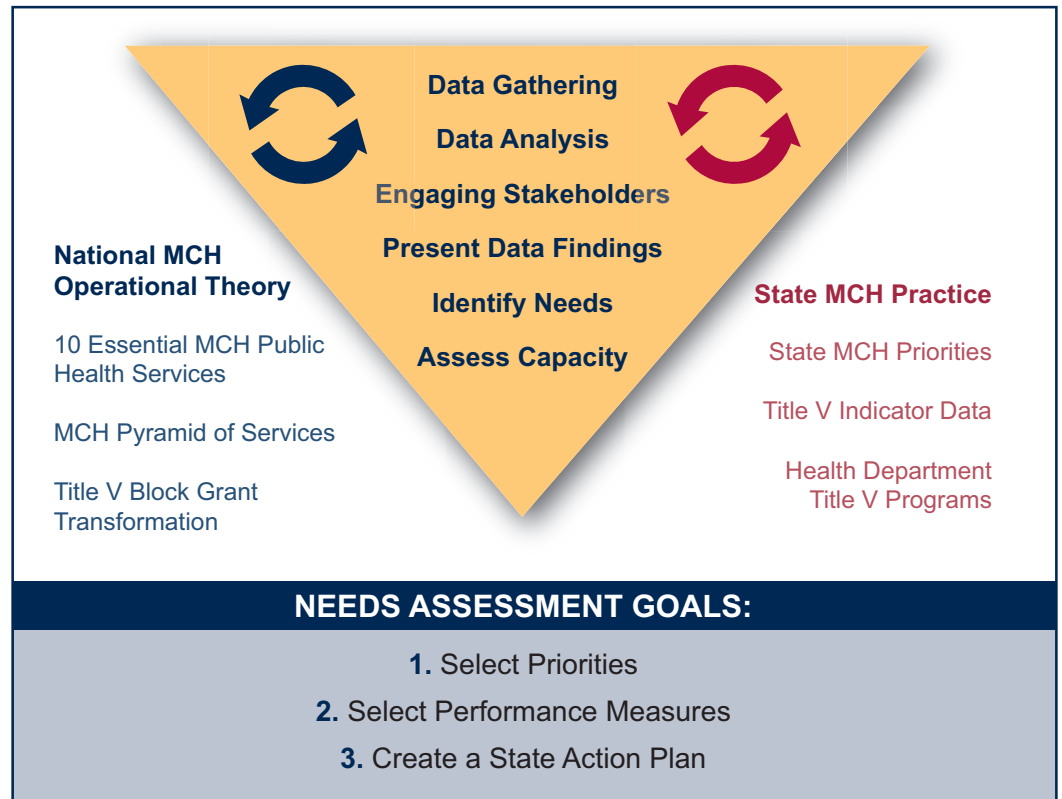 Data Gathering
Data Analysis
Engaging Stakeholders
Present Data Findings
Identify Needs
Assess Capacity
National MCH
Operational Theory
10 Essential MCH Public
Health Services
MCH Pyramid of Services
Title V Block Grant
Transformation
State MCH Practice
State MCH Priorities
Title V Indicator Data
Health Department
Title V Programs
NEEDS ASSESSMENT GOALS:
1. Select Priorities
2. Select Performance Measures
3. Create a State Action Plan